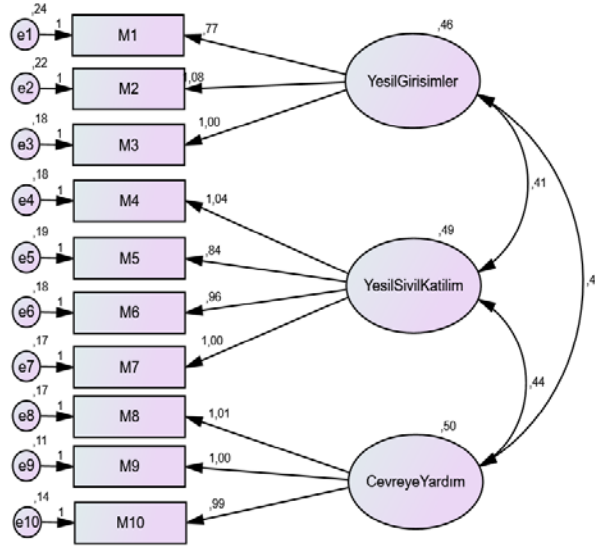 ,24
e1 1 M1 ,77
,46
YesilGirisimler
,22
e2 1 M2 1,08
,18
e3 1 M3 1,00
,18
e4 1 M4 1,04
,41
,19
e5 1 M5 ,84
,49
YesilSivilKatilim
,18
e6 1 M6 ,96
,4
,17
e7 1 M7 1,00
,17
e8 1 M8 1,01
,44
,11
e9 1 M9 1,00
,50
CevreyeYardım
,14
e10 1 M10 ,99